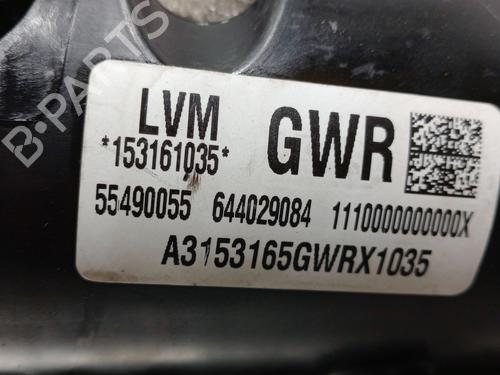 B-PARTS
LVM GWR
*153161035*
55490055 644029084 1110000000000X
A3153165GWRX1035